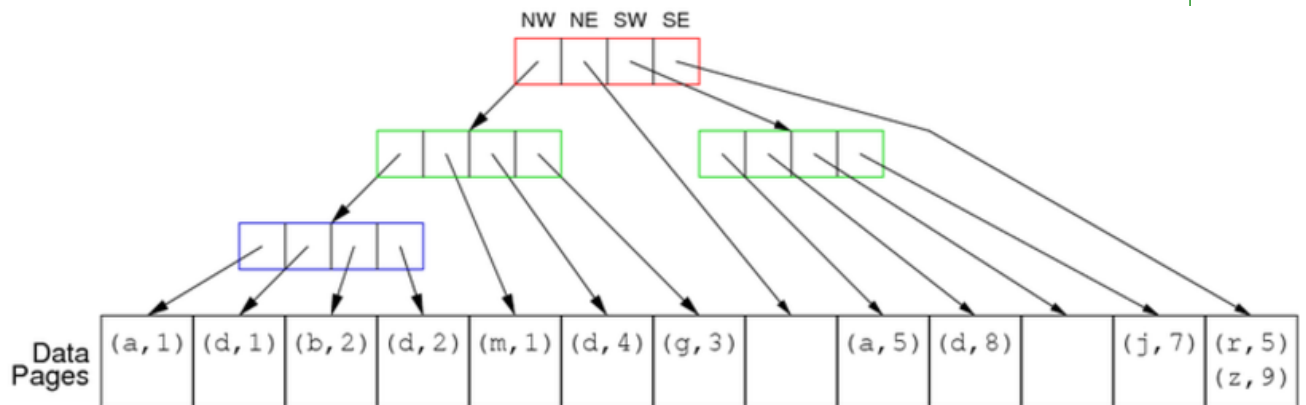 NW NE SW SE
Data Pages
(a,1) (d,1) (b,2) (d,2) (m,1) (d,4) (g,3) (a,5) (d,8) (j,7) (r,5)
(z,9)